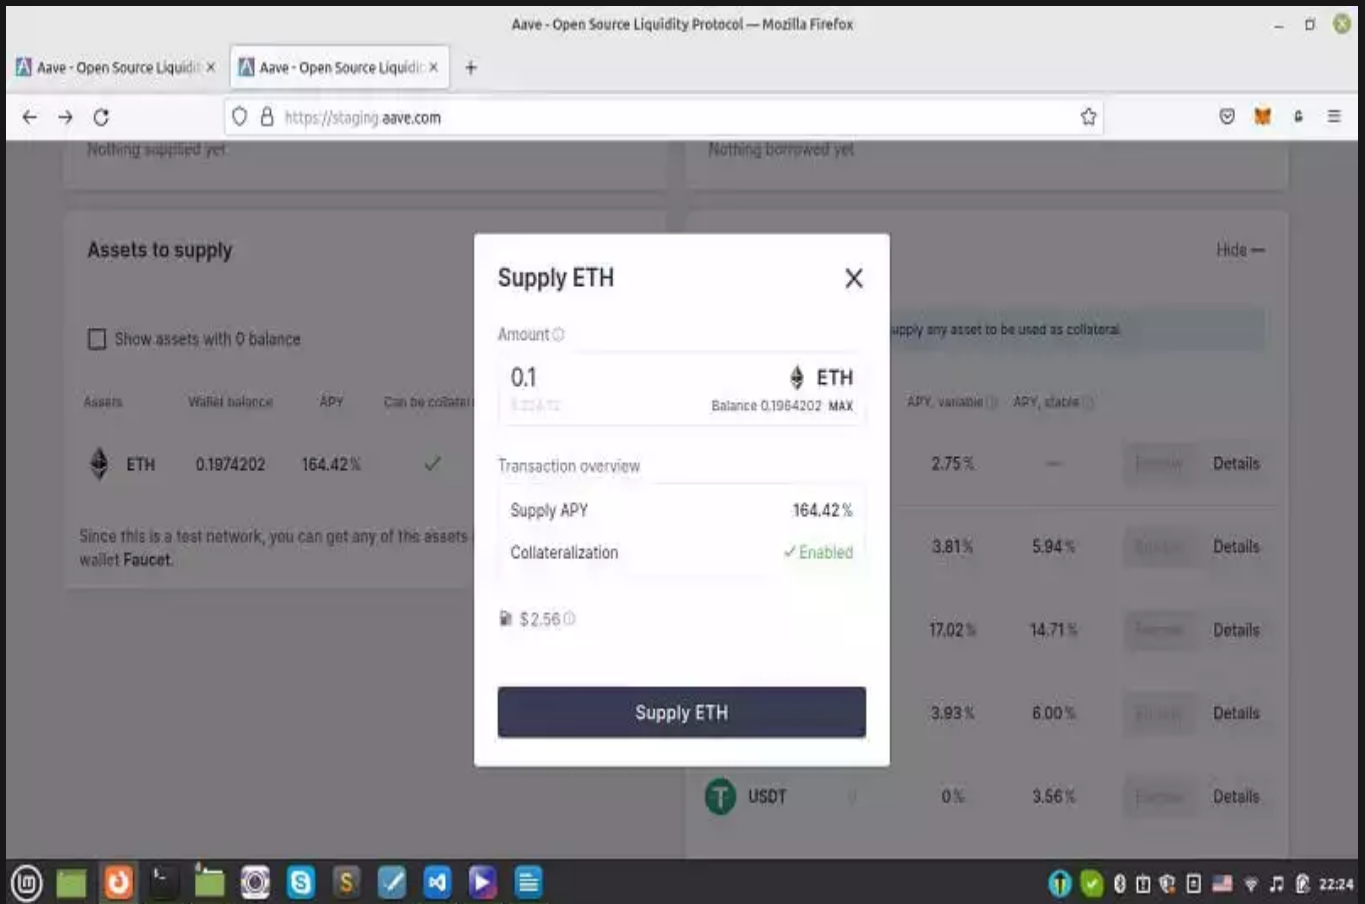 Aave - Open Source Liquidity Protocol — Mozilla Firefox
Aave - Open Source Liquidit
Aave - Open Source Liquidit
https://staging.aave.com
Nothing supplied yet
Nothing borrowed yet
Assets to supply
Hide —
Show assets with 0 balance
upply any asset to be used as collateral
Assets Wallet balance APY Can be collater
APY, variable APY, stable
ETH 0.1974202 164.42%
2.75% — Details
Since this is a test network, you can get any of the assets
wallet Faucet.
3.81% 5.94% Details
17.02% 14.71% Details
3.93% 6.00% Details
USDT 0% 3.56% Details
Supply ETH
Amount
0.1 ETH
Balance 0.1964202 MAX
Transaction overview
Supply APY 164.42%
Collateralization Enabled
$2.56
Supply ETH
22:24